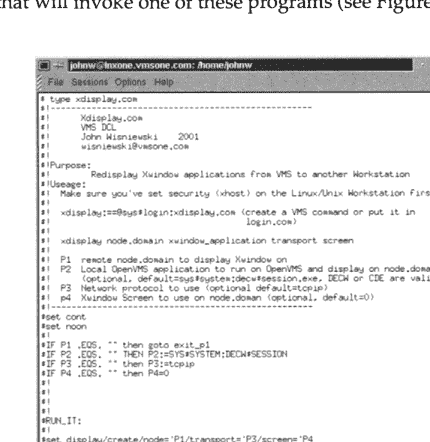 that will invoke one of these programs (see Figure
johnw@lnxone.vmsone.com: /home/johnw
File Sessions Options Help
$ type xdisplay.com
$!----------------------------------------------------
$! Xdisplay.com
$! VMS DCL
$! John Wisniewski 2001
$! wisniewski@vmsone.com
$!
$!Purpose:
$! Redisplay Xwindow applications from VMS to another Workstation
$!Useage:
$! Make sure you've set security (xhost) on the Linux/Unix Workstation firs
$!
$! xdisplay:==@sys$login:xdisplay.com (create a VMS command or put it in
$! login.com)
$!
$! xdisplay node.domain xwindow_application transport screen
$!
$! P1 remote node.domain to display Xwindow on
$! P2 Local OpenVMS application to run on OpenVMS and display on node.doma
$! (optional, default=sys$system:decw$session.exe, DECW or CDE are vali
$! P3 Network protocol to use (optional default=tcpip)
$! p4 Xwindow Screen to use on node.doman (optional, default=0)
$!----------------------------------------------------
$set cont
$set noon
$!
$IF P1 .EQS. "" then goto exit_p1
$IF P2 .EQS. "" THEN P2:=SYS$SYSTEM:DECW$SESSION
$IF P3 .EQS. "" then P3:=tcpip
$IF P4 .EQS. "" then P4=0
$!
$!
$!
$RUN_IT:
$!
$set display/create/node='P1/transport='P3/screen='P4